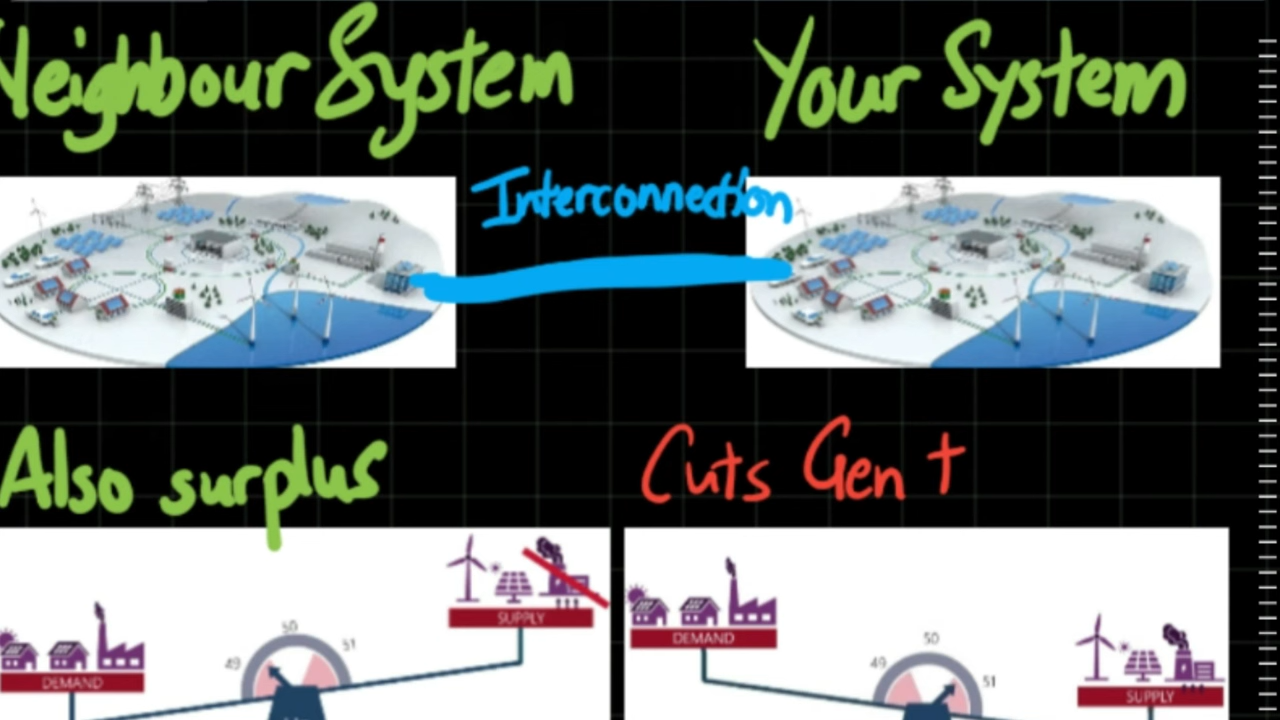 Neighbour System
Your System
Interconnection
Also surplus
Cuts Gen t
SUPPLY
50
49
51
DEMAND
DEMAND
50
49
51
SUPPLY